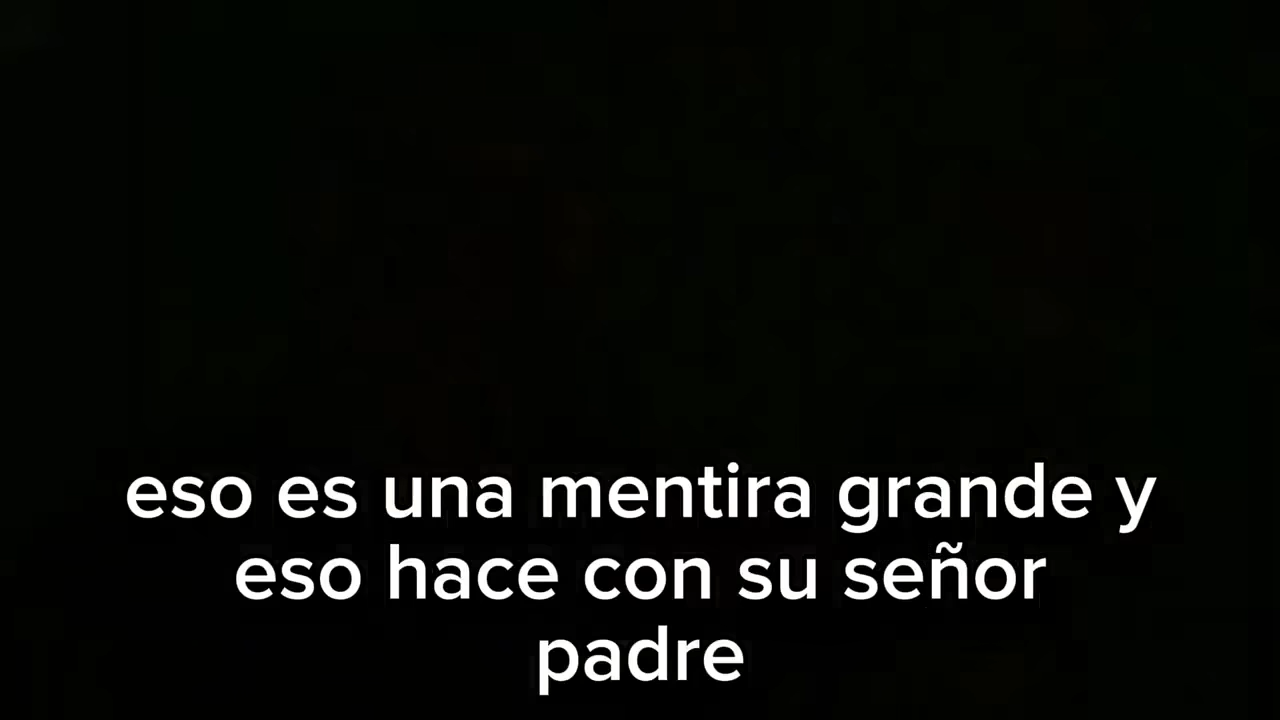 eso es una mentira grande y
eso hace con su señor
padre